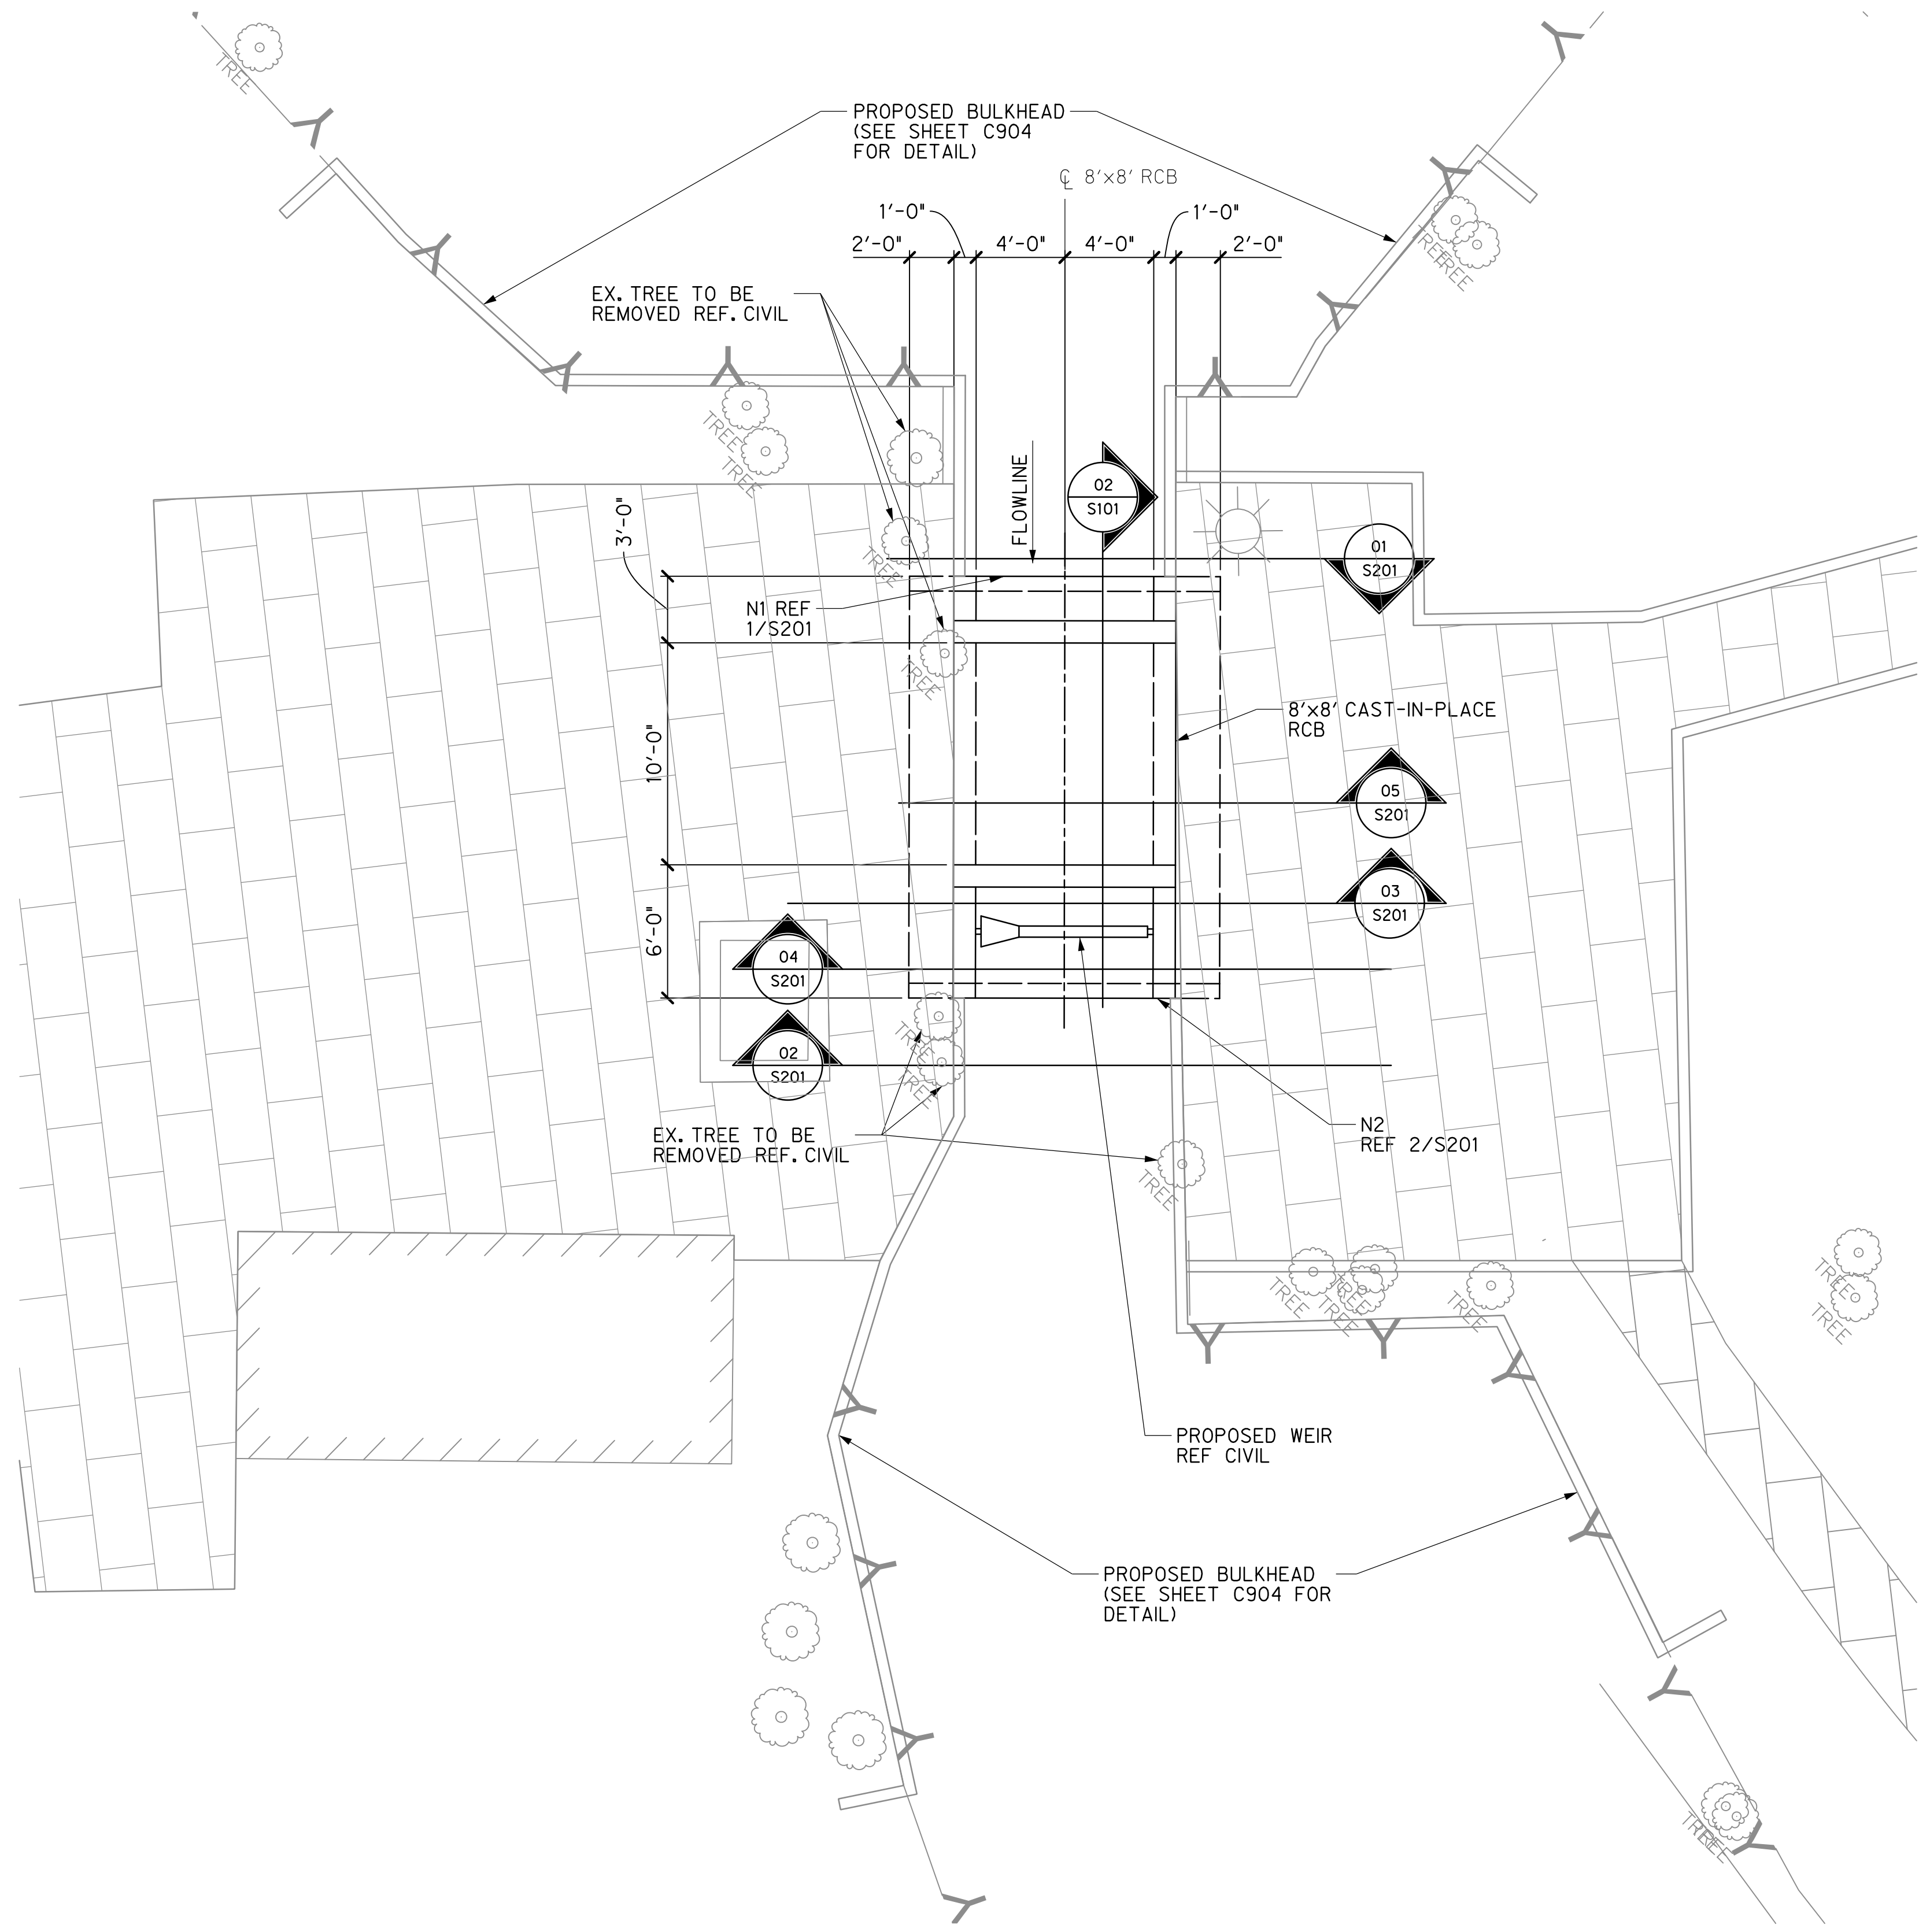 TREE
PROPOSED BULKHEAD
(SEE SHEET C904
FOR DETAIL)
℄ 8'x8' RCB
1'-0"
1'-0"
2'-0"
4'-0"
4'-0"
2'-0"
TREE
TREE
EX. TREE TO BE
REMOVED REF. CIVIL
TREE
TREE
FLOWLINE
02
S101
3'-0"
01
S201
TREE
N1 REF
1/S201
TREE
8'x8' CAST-IN-PLACE
RCB
10'-0"
05
S201
03
S201
6'-0"
04
S201
TREE
02
S201
TREE
EX. TREE TO BE
REMOVED REF. CIVIL
N2
REF 2/S201
TREE
TREE
TREE
TREE
TREE
TREE
TREE
PROPOSED WEIR
REF CIVIL
PROPOSED BULKHEAD
(SEE SHEET C904 FOR
DETAIL)
TREE
TREE